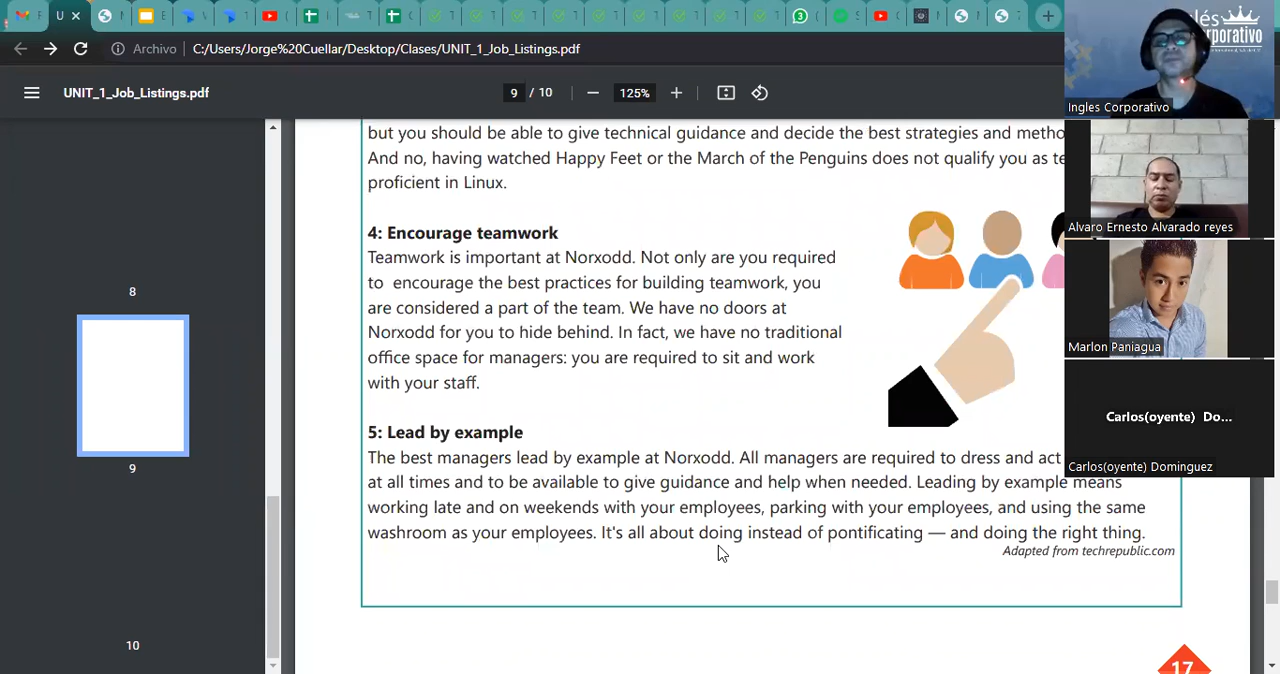 Archivo
C:/Users/Jorge%20Cuellar/Desktop/Clases/UNIT_1_Job_Listings.pdf
UNIT_1_Job_Listings.pdf
9 / 10
125%
but you should be able to give technical guidance and decide the best strategies and metho
And no, having watched Happy Feet or the March of the Penguins does not qualify you as te
proficient in Linux.
4: Encourage teamwork
Teamwork is important at Norxodd. Not only are you required
to encourage the best practices for building teamwork, you
are considered a part of the team. We have no doors at
Norxodd for you to hide behind. In fact, we have no traditional
office space for managers: you are required to sit and work
with your staff.
5: Lead by example
The best managers lead by example at Norxodd. All managers are required to dress and act
at all times and to be available to give guidance and help when needed. Leading by example means
working late and on weekends with your employees, parking with your employees, and using the same
washroom as your employees. It's all about doing instead of pontificating — and doing the right thing.
Adapted from techrepublic.com
17
8
9
10
Ingles Corporativo
Alvaro Ernesto Alvarado reyes
Marlon Paniagua
Carlos(oyente) Do...
Carlos(oyente) Dominguez